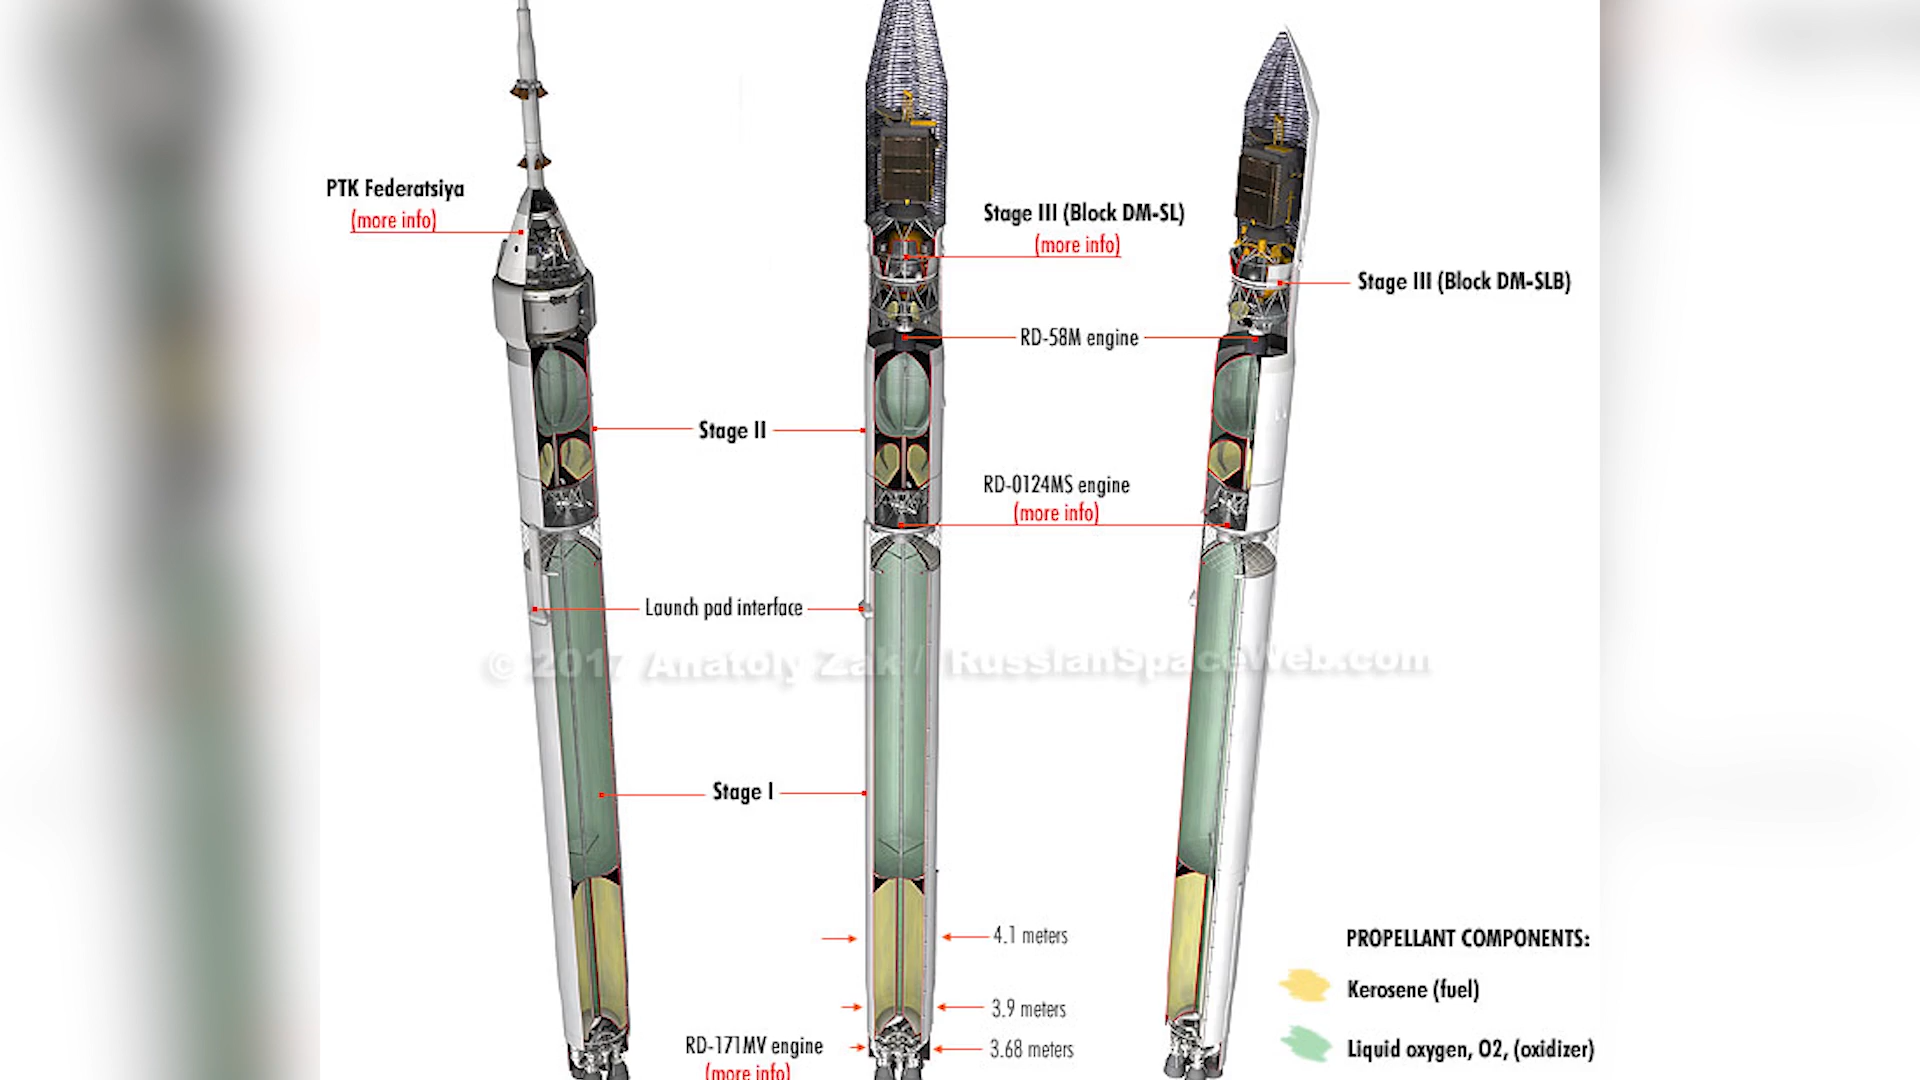 PTK Federatsiya
(more info)
Stage III (Block DM-SL)
(more info)
Stage III (Block DM-SLB)
RD-58M engine
Stage II
RD-0124MS engine
(more info)
Launch pad interface
© 2017 Anatoly Zak / RussianSpaceWeb.com
Stage I
4.1 meters
3.9 meters
3.68 meters
RD-171MV engine
(more info)
PROPELLANT COMPONENTS:
Kerosene (fuel)
Liquid oxygen, O2, (oxidizer)